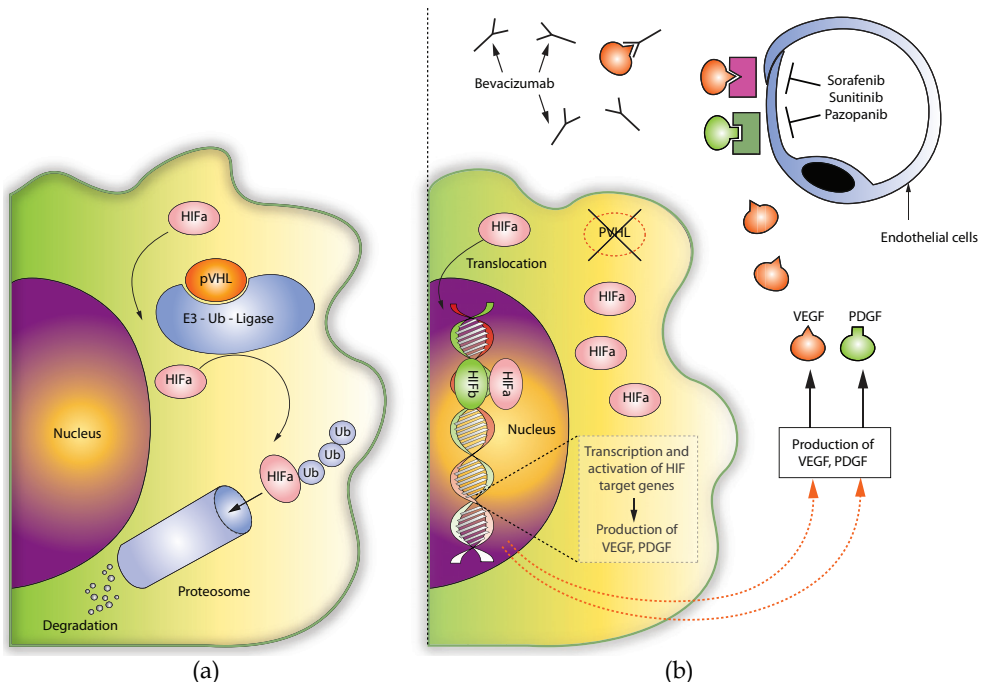 HIFa
pVHL
E3 - Ub - Ligase
HIFa
Nucleus
Ub
Ub
Ub
HIFa
Proteosome
Degradation
(a)
Bevacizumab
Sorafenib
Sunitinib
Pazopanib
Endothelial cells
HIFa
PVHL
Translocation
HIFa
HIFa
HIFb
HIFa
HIFa
Nucleus
Transcription and
activation of HIF
target genes
Production of
VEGF, PDGF
VEGF
PDGF
Production of
VEGF, PDGF
(b)